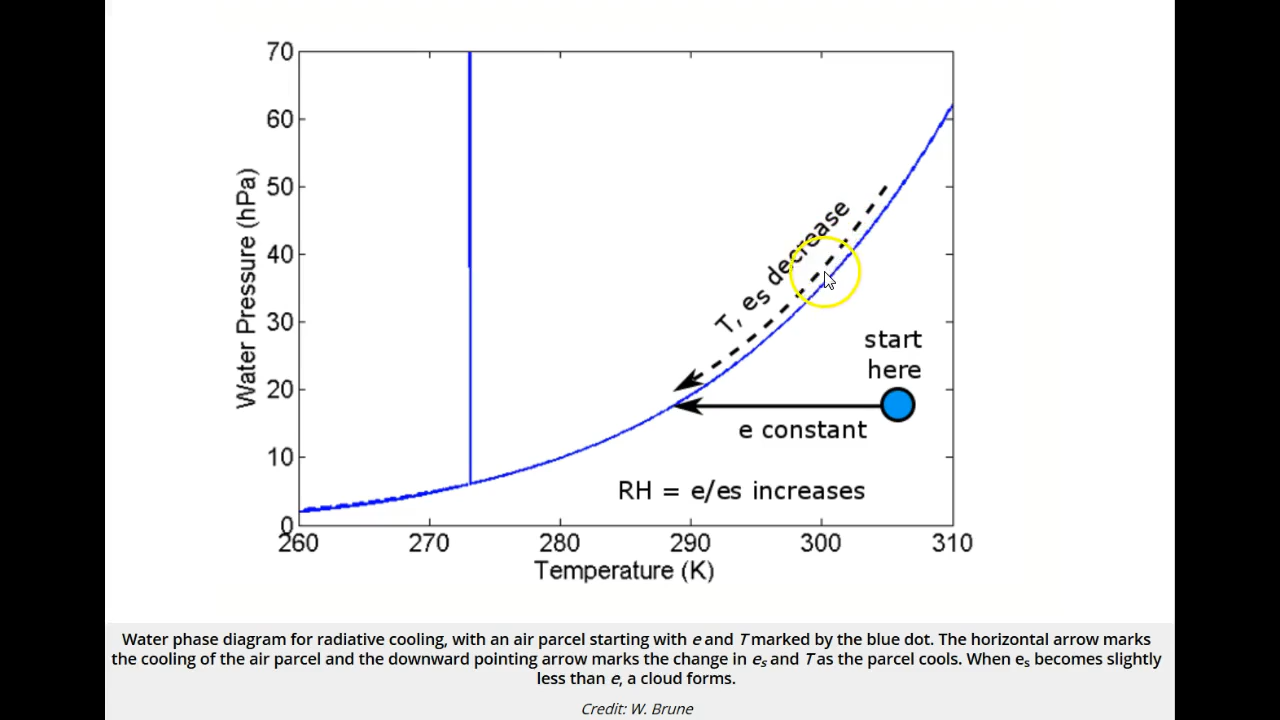 70
60
50
40
30
20
10
0
Water Pressure (hPa)
T, es decrease
start
here
e constant
RH = e/es increases
260 270 280 290 300 310
Temperature (K)
Water phase diagram for radiative cooling, with an air parcel starting with e and T marked by the blue dot. The horizontal arrow marks
the cooling of the air parcel and the downward pointing arrow marks the change in es and T as the parcel cools. When es becomes slightly
less than e, a cloud forms.
Credit: W. Brune